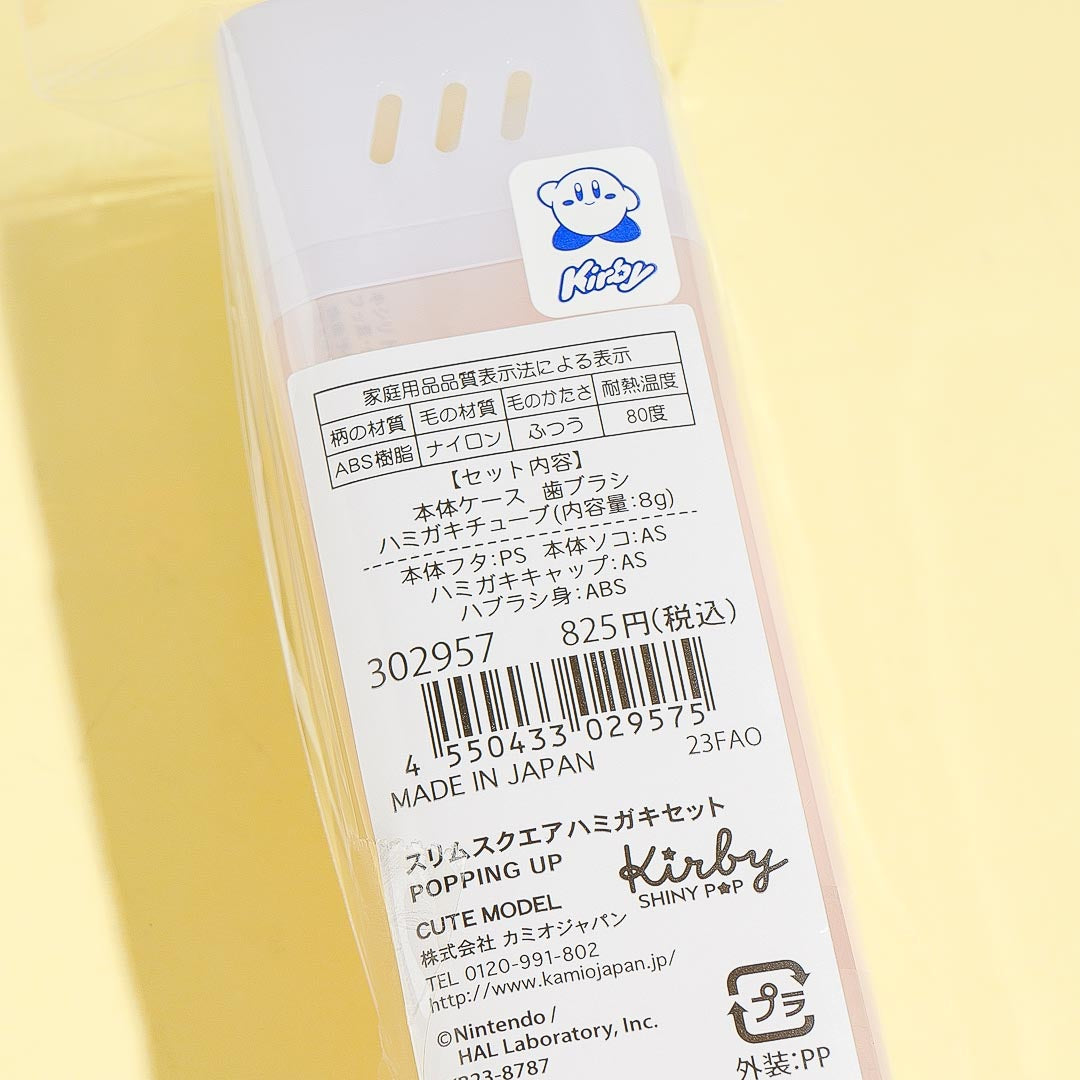 Kirby
家庭用品品質表示法による表示
柄の材質 毛の材質 毛のかたさ 耐熱温度
ABS樹脂 ナイロン ふつう 80度
【セット内容】
本体ケース 歯ブラシ
ハミガキチューブ(内容量:8g)
本体フタ:PS 本体ソコ:AS
ハミガキキャップ:AS
ハブラシ身:ABS
302957 825円(税込)
4 550433 029575
MADE IN JAPAN 23FAO
スリムスクエアハミガキセット
POPPING UP
Kirby
SHINY POP
CUTE MODEL
株式会社 カミオジャパン
TEL 0120-991-802
http://www.kamiojapan.jp/
©Nintendo /
HAL Laboratory, Inc.
プラ
外装:PP